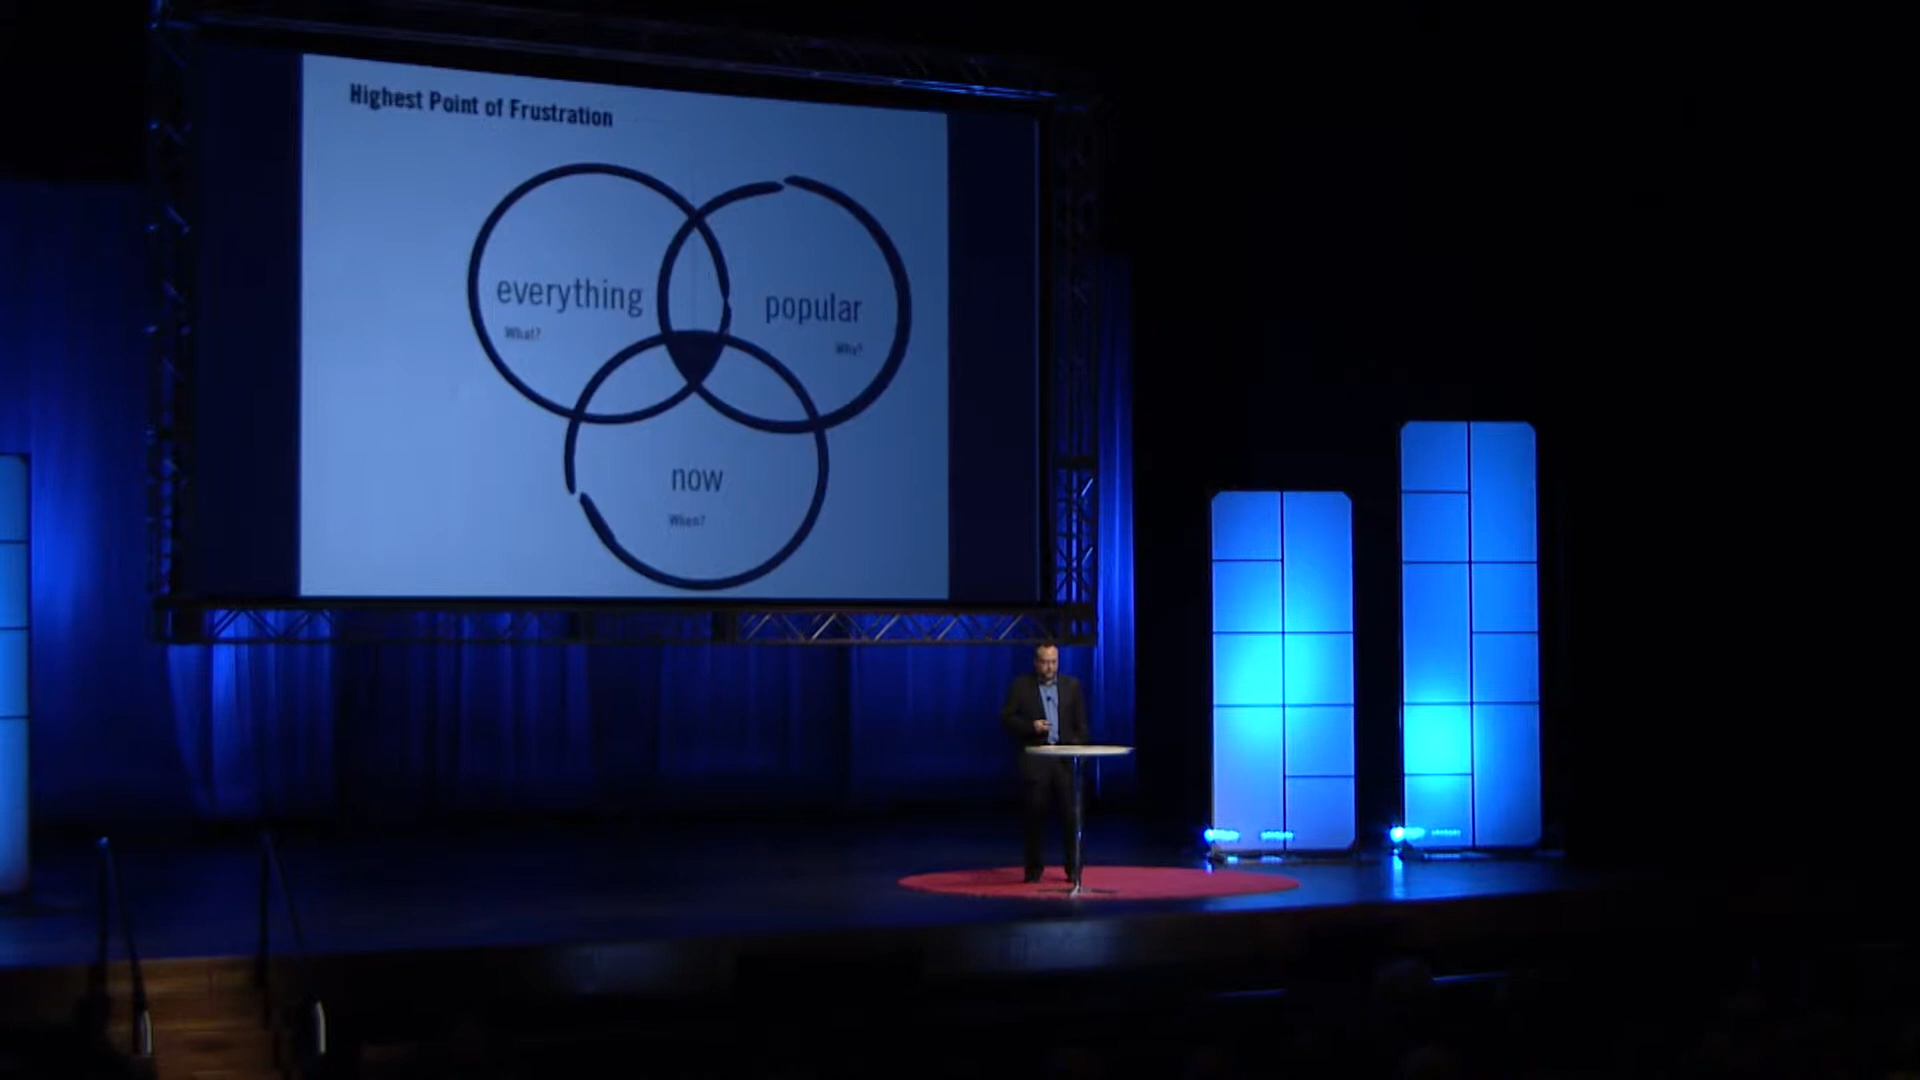 Highest Point of Frustration
everything
What?
popular
Why?
now
When?